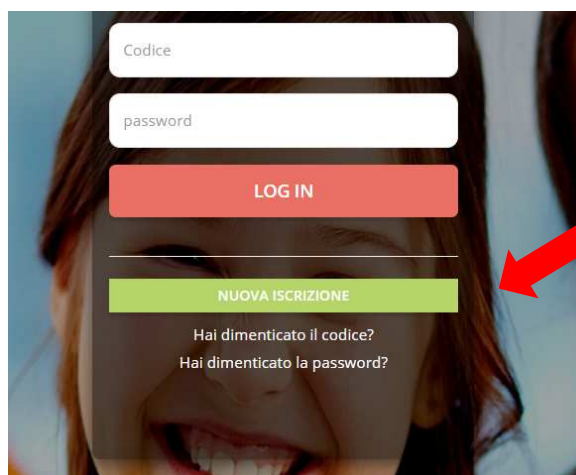 Codice
password
LOG IN
NUOVA ISCRIZIONE
Hai dimenticato il codice?
Hai dimenticato la password?